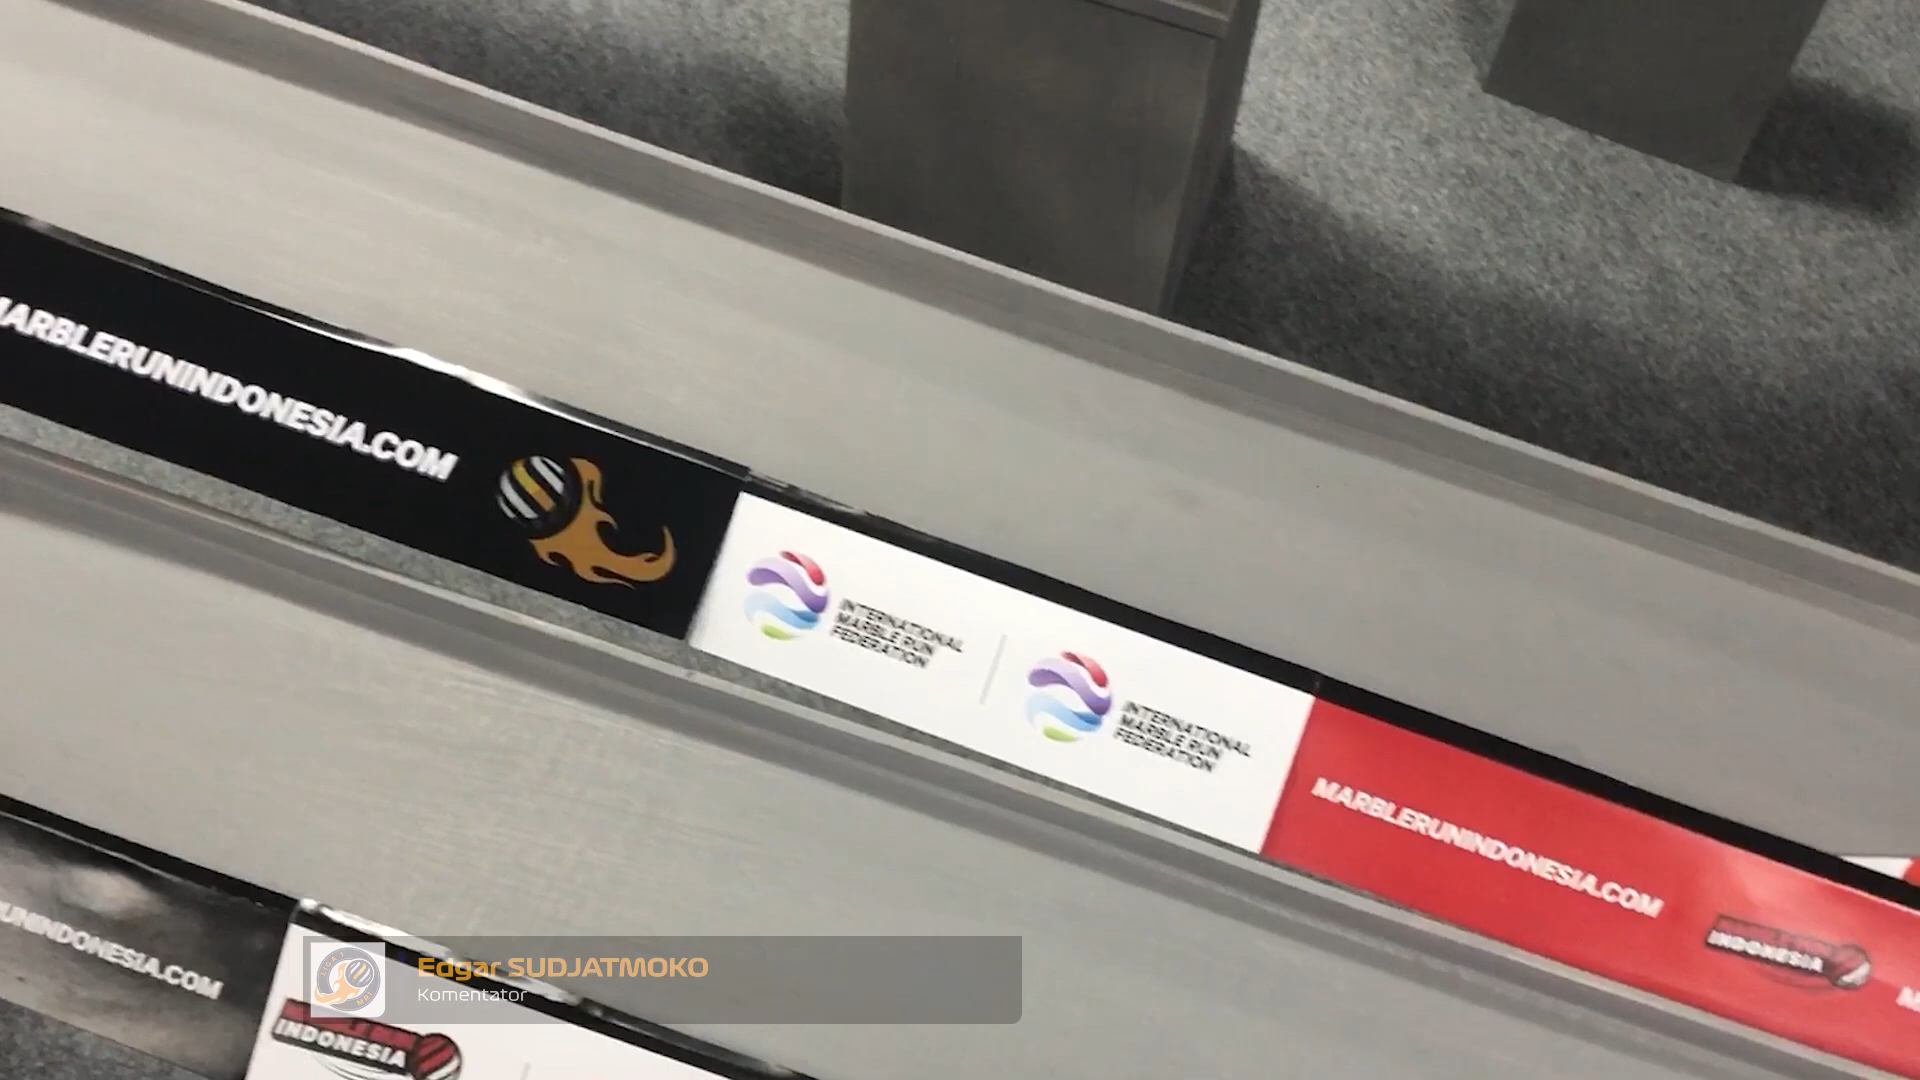 MARBLERUNINDONESIA.COM
INTERNATIONAL
MARBLE RUN
FEDERATION
INTERNATIONAL
MARBLE RUN
FEDERATION
MARBLERUNINDONESIA.COM
INDONESIA
UNINDONESIA.COM
Edgar SUDJATMOKO
Komentator
INDONESIA